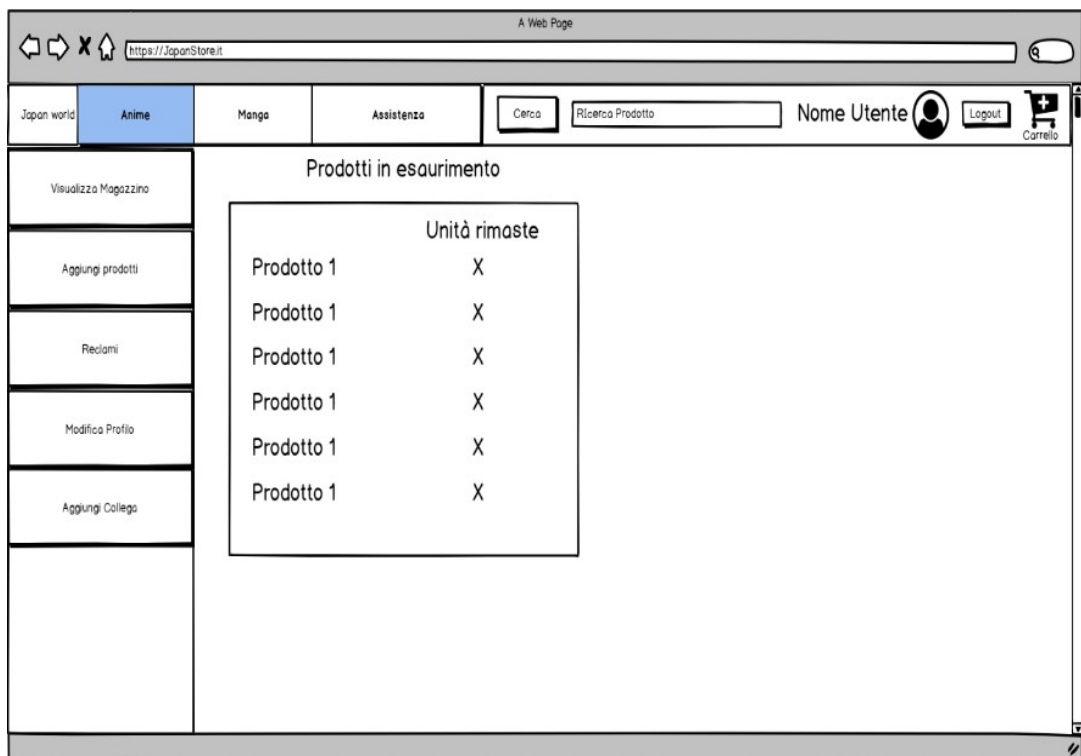 A Web Page
https://JapanStore.it
Japan world
Anime
Manga
Assistenza
Cerca
RIcerca Prodotto
Nome Utente
Logout
Carrello
Visualizza Magazzino
Aggiungi prodotti
Reclami
Modifica Profilo
Aggiungi Collega
Prodotti in esaurimento
Unità rimaste
Prodotto 1 X
Prodotto 1 X
Prodotto 1 X
Prodotto 1 X
Prodotto 1 X
Prodotto 1 X